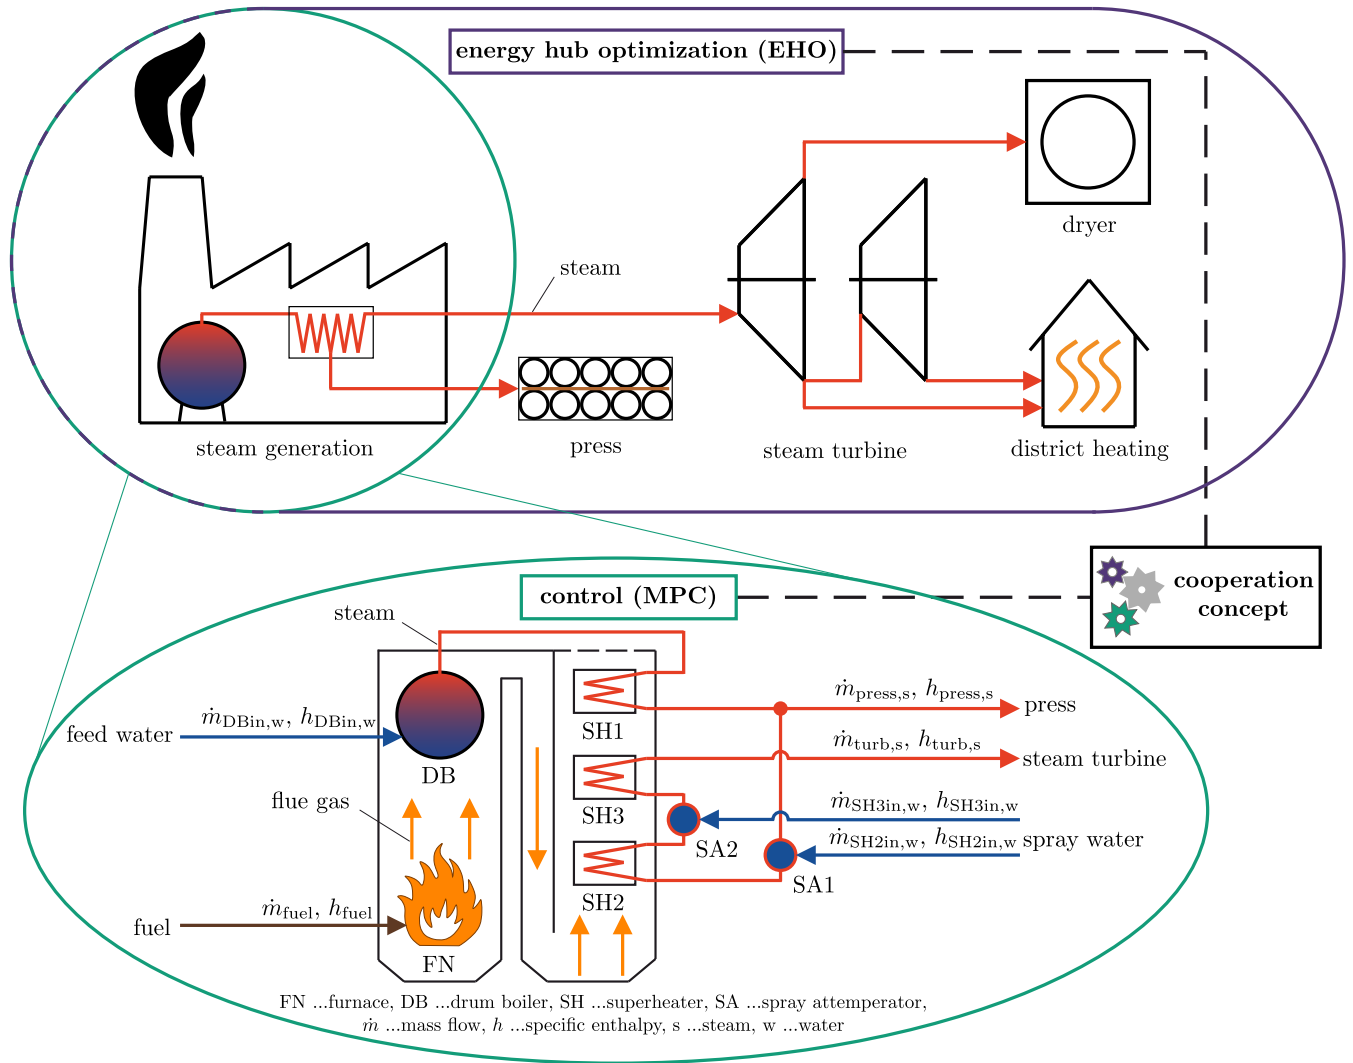 energy hub optimization (EHO)
dryer
steam
steam generation
press
steam turbine
district heating
cooperation
concept
control (MPC)
steam
ṁpress,s, hpress,s
press
SH1
feed water
ṁDBin,w, hDBin,w
ṁturb,s, hturb,s
steam turbine
DB
flue gas
SH3
ṁSH3in,w, hSH3in,w
SA2
ṁSH2in,w, hSH2in,w spray water
SA1
SH2
fuel
ṁfuel, hfuel
FN
FN ...furnace, DB ...drum boiler, SH ...superheater, SA ...spray attemperator,
ṁ ...mass flow, h ...specific enthalpy, s ...steam, w ...water